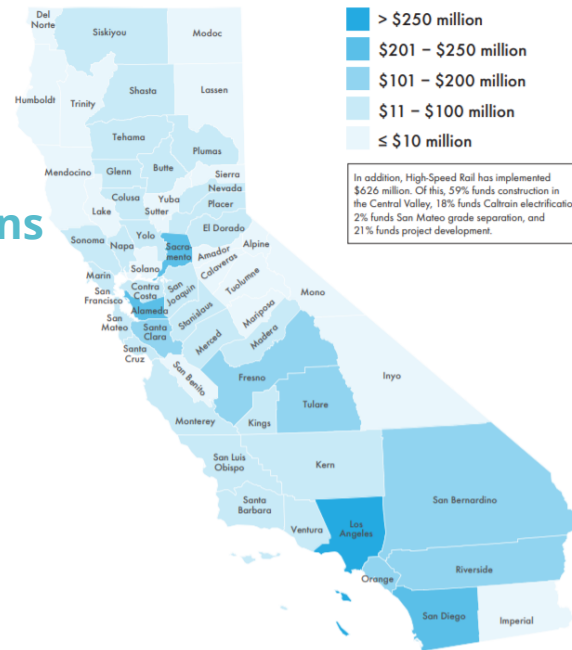 > $250 million
$201 – $250 million
$101 – $200 million
$11 – $100 million
≤ $10 million
In addition, High-Speed Rail has implemented
$626 million. Of this, 59% funds construction in
the Central Valley, 18% funds Caltrain electrificatio
2% funds San Mateo grade separation, and
21% funds project development.
ns
Del
Norte
Siskiyou
Modoc
Humboldt
Trinity
Shasta
Lassen
Tehama
Plumas
Mendocino
Glenn
Butte
Sierra
Nevada
Placer
Colusa
Yuba
Sutter
Lake
El Dorado
Sonoma
Napa
Yolo
Sacra-
mento
Alpine
Amador
Calaveras
Solano
Marin
Contra
Costa
San
Joaquin
Tuolumne
Mono
San
Francisco
Alameda
Stanislaus
Mariposa
San
Mateo
Santa
Clara
Merced
Madera
Santa
Cruz
San Benito
Fresno
Inyo
Monterey
Kings
Tulare
San Luis
Obispo
Kern
San Bernardino
Santa
Barbara
Ventura
Los
Angeles
Orange
Riverside
San Diego
Imperial